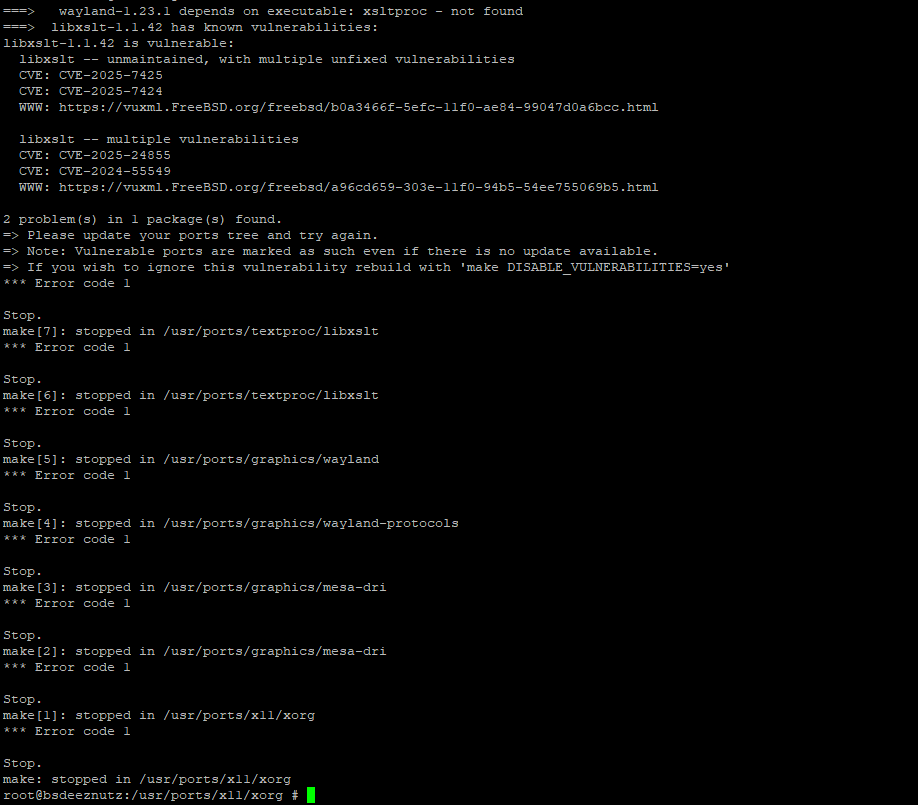 ===>   wayland-1.23.1 depends on executable: xsltproc - not found
===>  libxslt-1.1.42 has known vulnerabilities:
libxslt-1.1.42 is vulnerable:
  libxslt -- unmaintained, with multiple unfixed vulnerabilities
  CVE: CVE-2025-7425
  CVE: CVE-2025-7424
  WWW: https://vuxml.FreeBSD.org/freebsd/b0a3466f-5efc-11f0-ae84-99047d0a6bcc.html

  libxslt -- multiple vulnerabilities
  CVE: CVE-2025-24855
  CVE: CVE-2024-55549
  WWW: https://vuxml.FreeBSD.org/freebsd/a96cd659-303e-11f0-94b5-54ee755069b5.html

2 problem(s) in 1 package(s) found.
=> Please update your ports tree and try again.
=> Note: Vulnerable ports are marked as such even if there is no update available.
=> If you wish to ignore this vulnerability rebuild with 'make DISABLE_VULNERABILITIES=yes'
*** Error code 1

Stop.
make[7]: stopped in /usr/ports/textproc/libxslt
*** Error code 1

Stop.
make[6]: stopped in /usr/ports/textproc/libxslt
*** Error code 1

Stop.
make[5]: stopped in /usr/ports/graphics/wayland
*** Error code 1

Stop.
make[4]: stopped in /usr/ports/graphics/wayland-protocols
*** Error code 1

Stop.
make[3]: stopped in /usr/ports/graphics/mesa-dri
*** Error code 1

Stop.
make[2]: stopped in /usr/ports/graphics/mesa-dri
*** Error code 1

Stop.
make[1]: stopped in /usr/ports/x11/xorg
*** Error code 1

Stop.
make: stopped in /usr/ports/x11/xorg
root@bsdeeznutz:/usr/ports/x11/xorg #